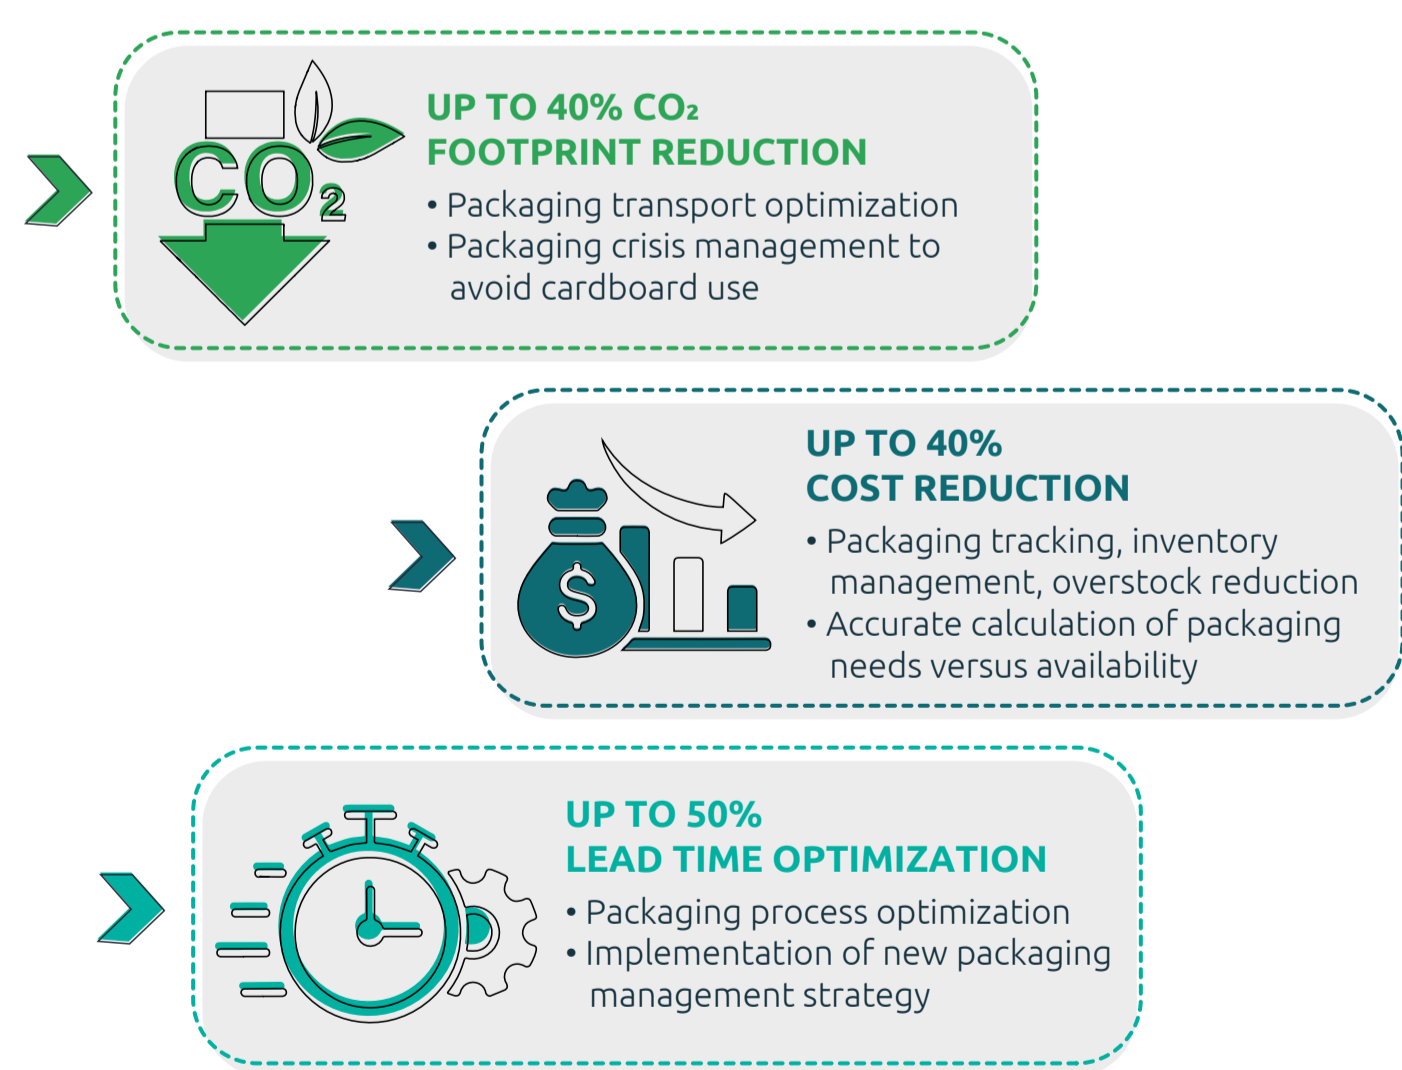 CO₂
UP TO 40% CO₂
FOOTPRINT REDUCTION
• Packaging transport optimization
• Packaging crisis management to
avoid cardboard use
$
UP TO 40%
COST REDUCTION
• Packaging tracking, inventory
management, overstock reduction
• Accurate calculation of packaging
needs versus availability
UP TO 50%
LEAD TIME OPTIMIZATION
• Packaging process optimization
• Implementation of new packaging
management strategy